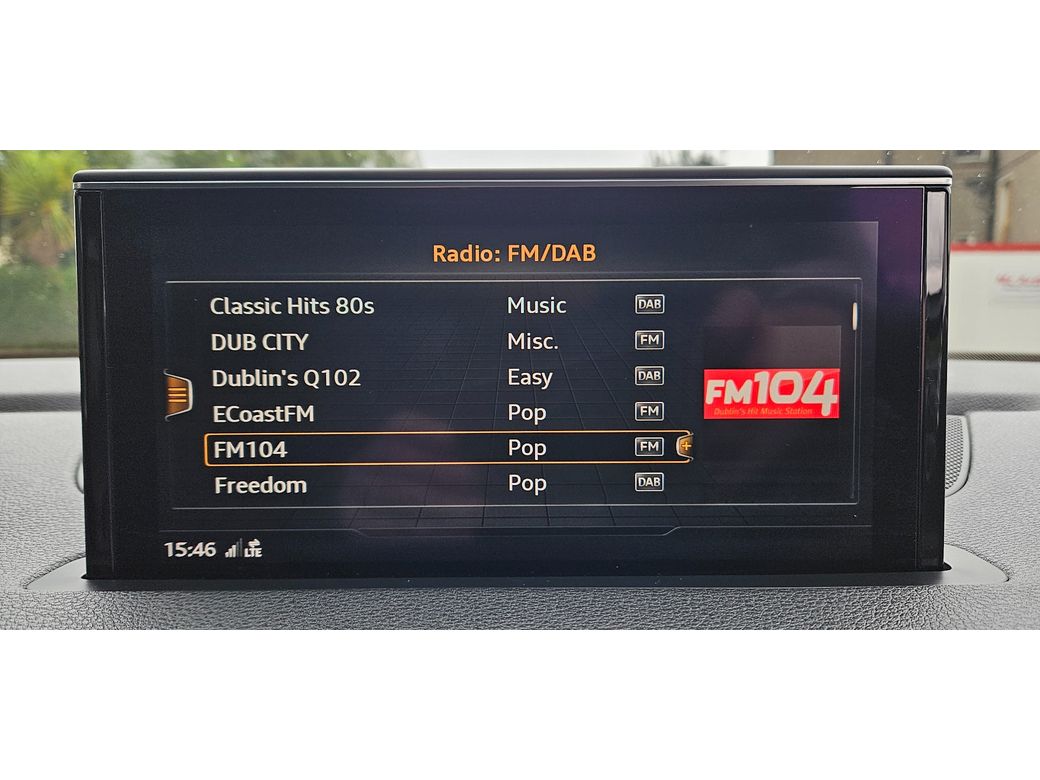 Radio: FM/DAB
Classic Hits 80s Music DAB
DUB CITY Misc. FM
Dublin's Q102 Easy DAB
ECoastFM Pop FM
FM104 Pop FM
Freedom Pop DAB
FM104
Dublin's Hit Music Station
15:46 LTE